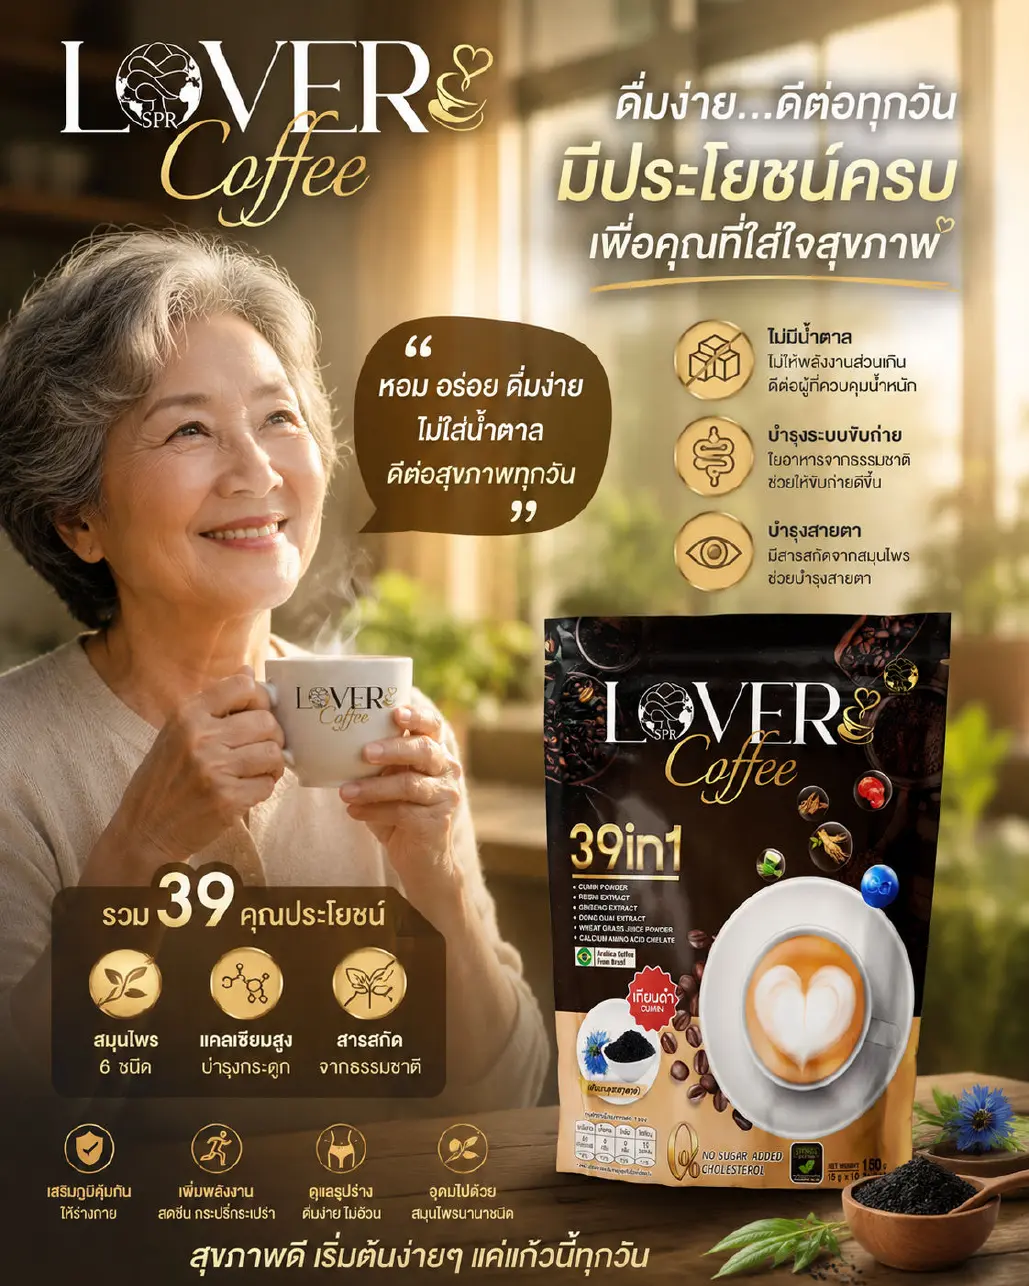 LOVER
SPR
Coffee
ดื่มง่าย...ดีต่อทุกวัน
มีประโยชน์ครบ
เพื่อคุณที่ใส่ใจสุขภาพ
“
หอม อร่อย ดื่มง่าย
ไม่ใส่น้ำตาล
ดีต่อสุขภาพทุกวัน
”
ไม่มีน้ำตาล
ไม่ให้พลังงานส่วนเกิน
ดีต่อผู้ที่ควบคุมน้ำหนัก
บำรุงระบบขับถ่าย
ใยอาหารจากธรรมชาติ
ช่วยให้ขับถ่ายดีขึ้น
บำรุงสายตา
มีสารสกัดจากสมุนไพร
ช่วยบำรุงสายตา
LOVER
Coffee
LOVER
SPR
Coffee
39in1
• CUMIN POWDER
• REISHI EXTRACT
• GINSENG EXTRACT
• DONG QUAI EXTRACT
• WHEAT GRASS JUICE POWDER
• CALCIUM AMINO ACID CHELATE
Arabica Coffee
From Brazil
เทียนดำ
CUMIN
0%
NO SUGAR ADDED
CHOLESTEROL
NET WEIGHT 150 g
15 g x 10
รวม 39 คุณประโยชน์
สมุนไพร
6 ชนิด
แคลเซียมสูง
บำรุงกระดูก
สารสกัด
จากธรรมชาติ
เสริมภูมิคุ้มกัน
ให้ร่างกาย
เพิ่มพลังงาน
สดชื่น กระปรี้กระเปร่า
ดูแลรูปร่าง
ดื่มง่าย ไม่อ้วน
อุดมไปด้วย
สมุนไพรนานาชนิด
สุขภาพดี เริ่มต้นง่ายๆ แค่แก้วนี้ทุกวัน